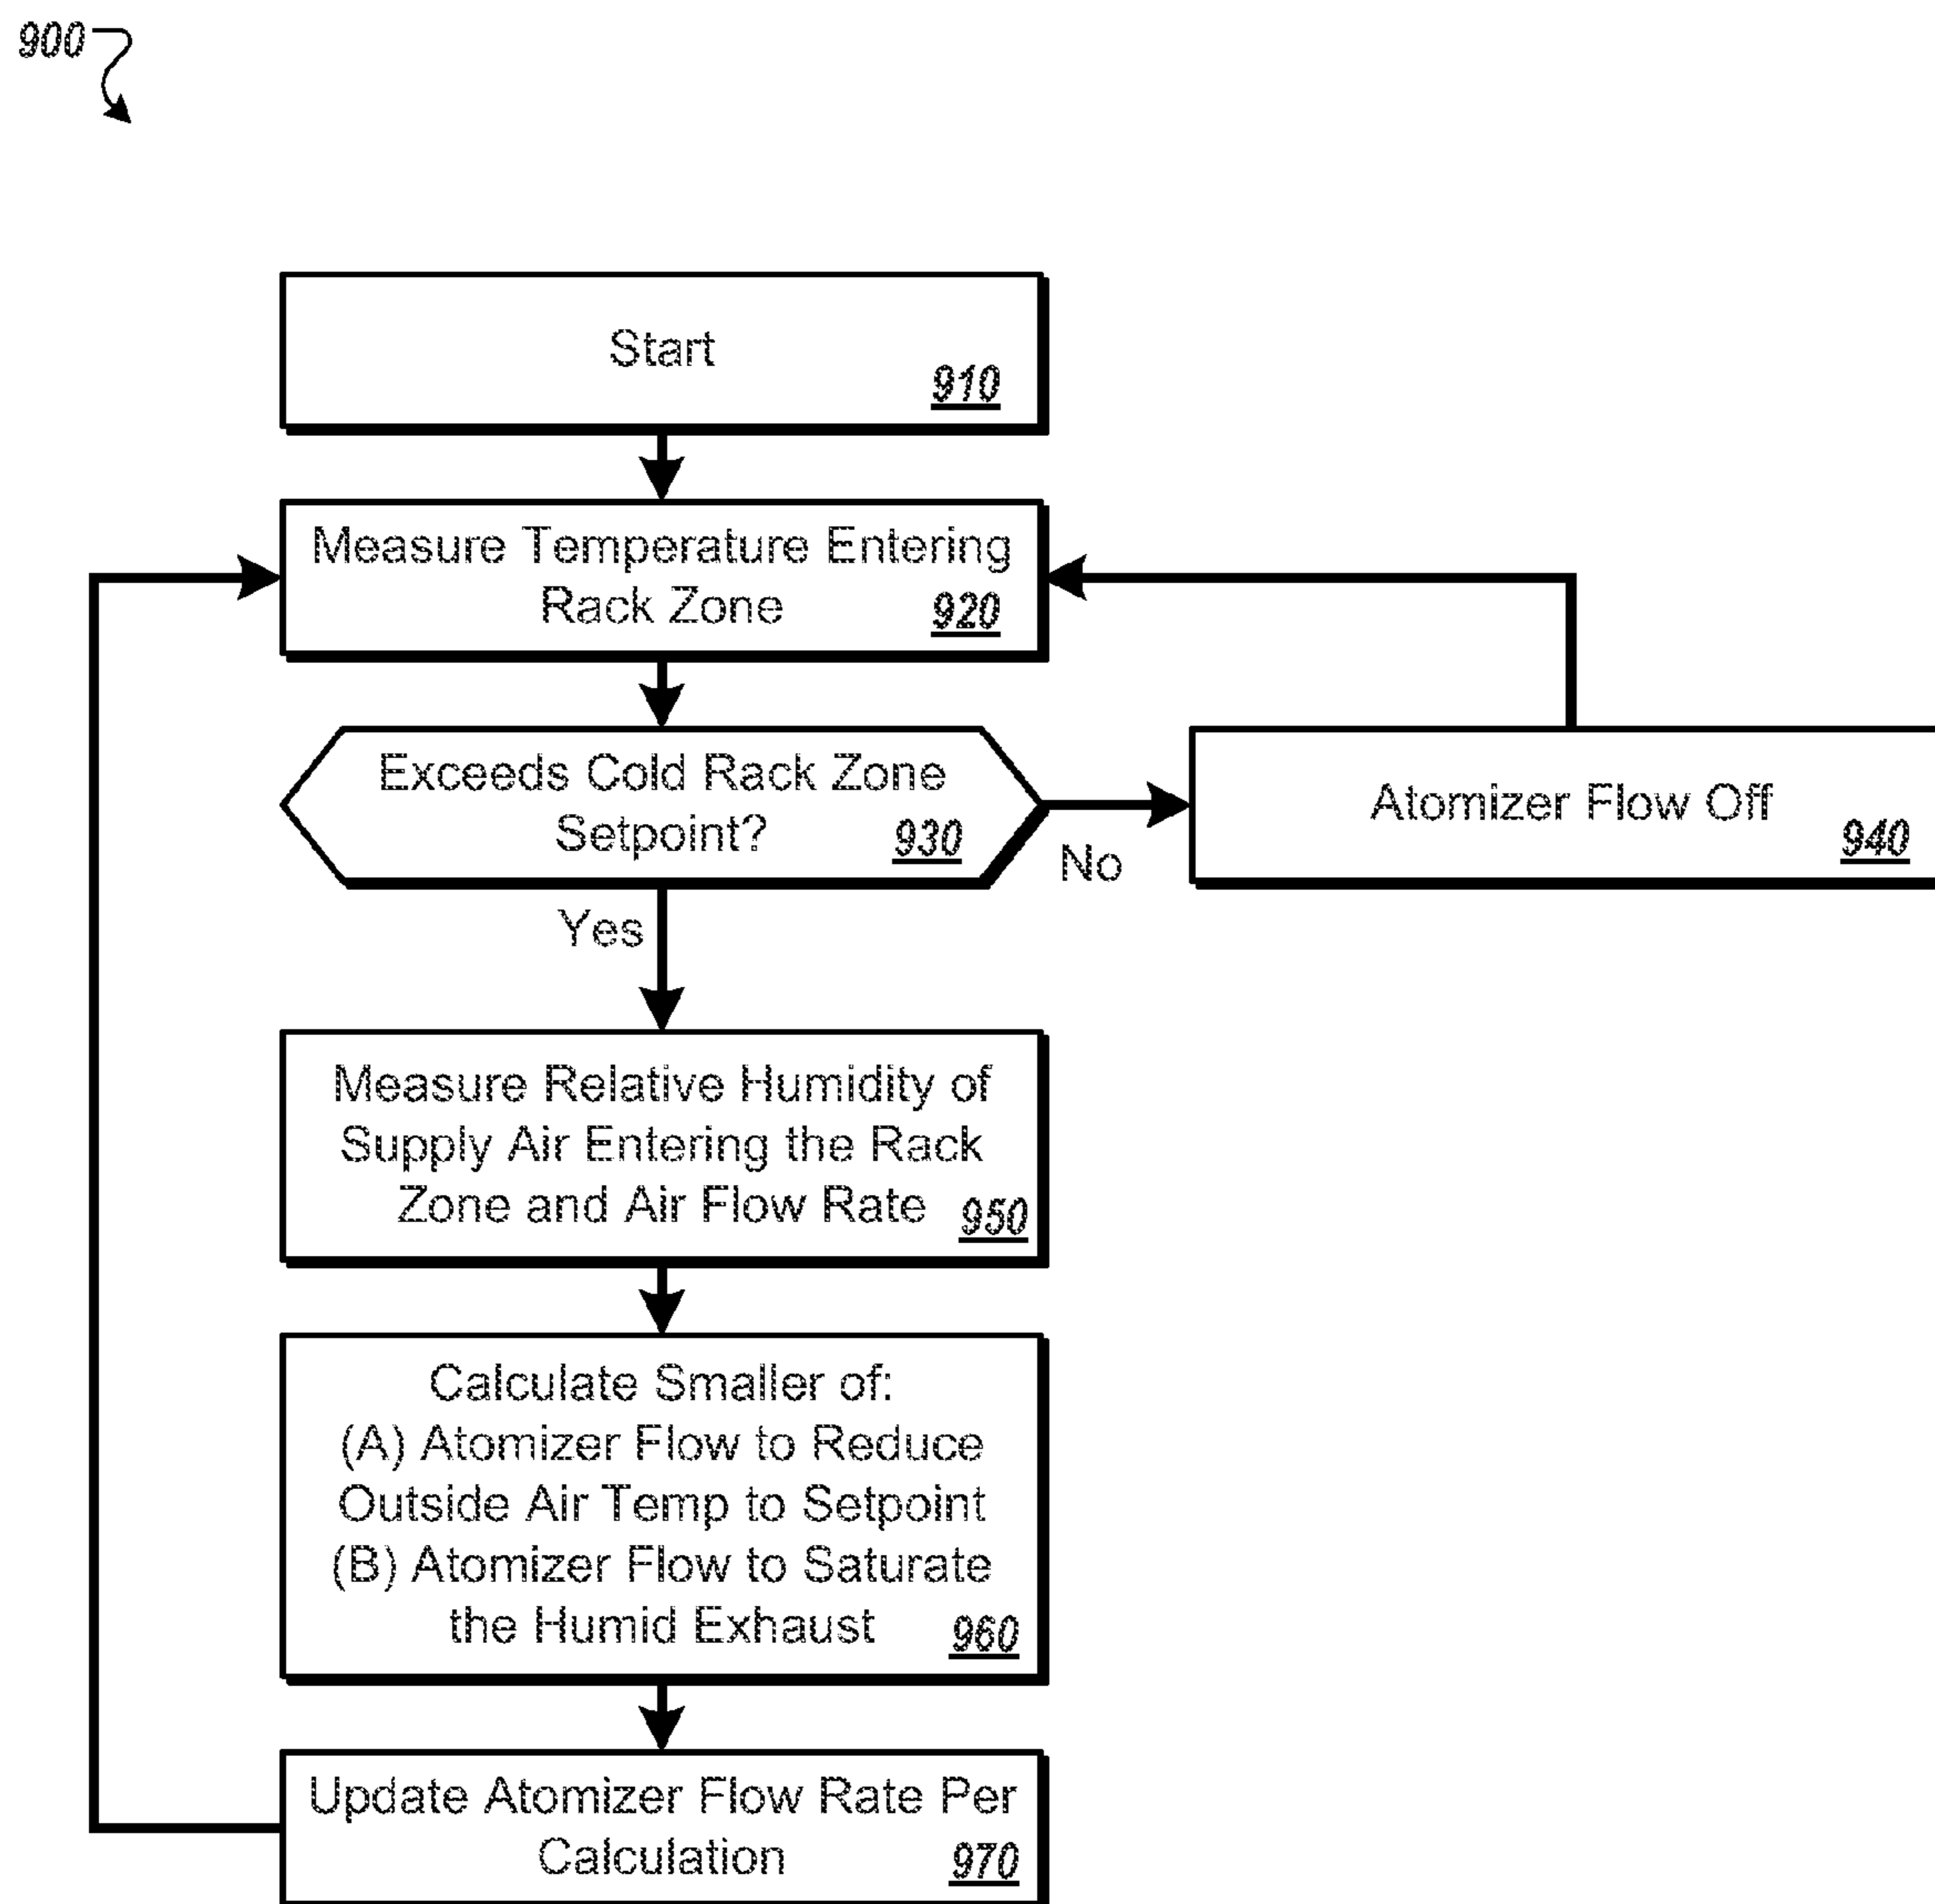 900
Start
910
Measure Temperature Entering
Rack Zone
920
Exceeds Cold Rack Zone
Setpoint?
930
No
Atomizer Flow Off
940
Yes
Measure Relative Humidity of
Supply Air Entering the Rack
Zone and Air Flow Rate
950
Calculate Smaller of:
(A) Atomizer Flow to Reduce
Outside Air Temp to Setpoint
(B) Atomizer Flow to Saturate
the Humid Exhaust
960
Update Atomizer Flow Rate Per
Calculation
970